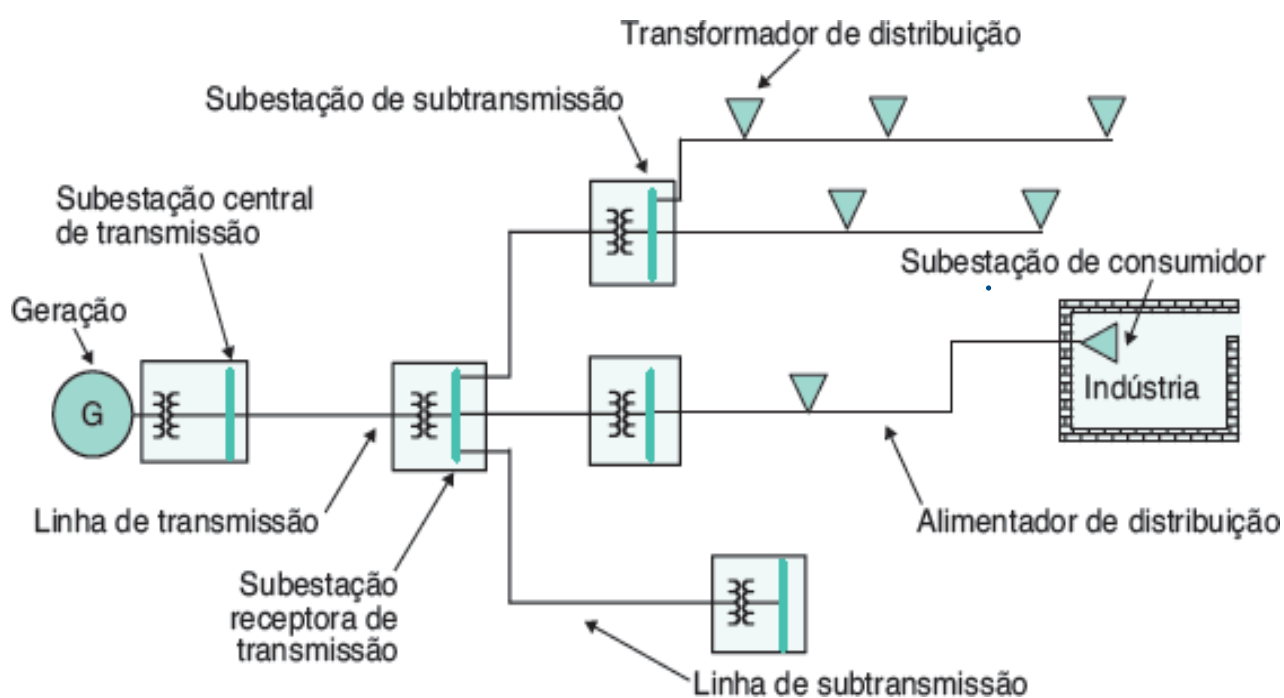 Transformador de distribuição
Subestação de subtransmissão
Subestação central
de transmissão
Subestação de consumidor
Geração
G
Indústria
Linha de transmissão
Alimentador de distribuição
Subestação
receptora de
transmissão
Linha de subtransmissão